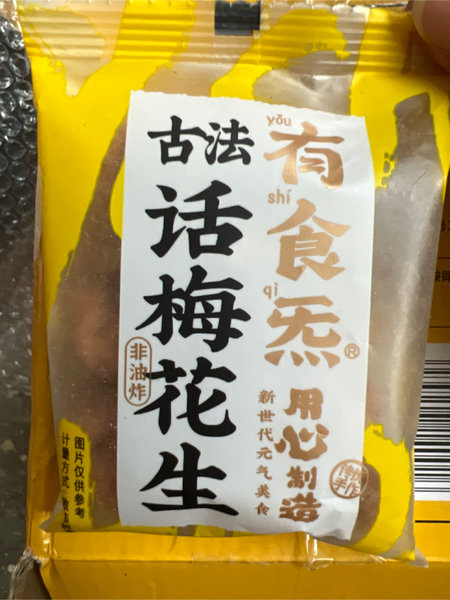 yǒu
有
shí
食
qì
炁®
用心制造
新世代元气美食
古法
话梅花生
非油炸
图片仅供参考
计量方式